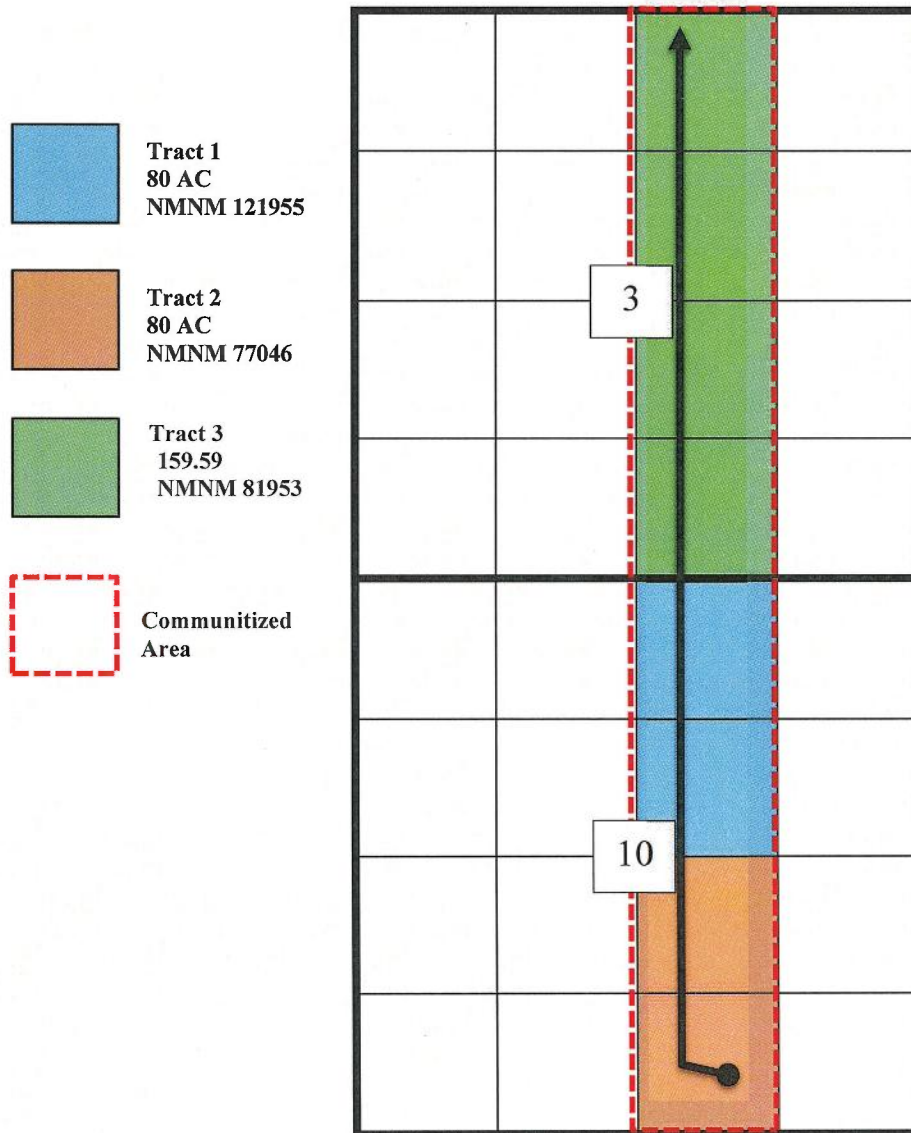 Tract 1
80 AC
NMNM 121955
Tract 2
80 AC
NMNM 77046
Tract 3
159.59
NMNM 81953
Communitized
Area
3
10